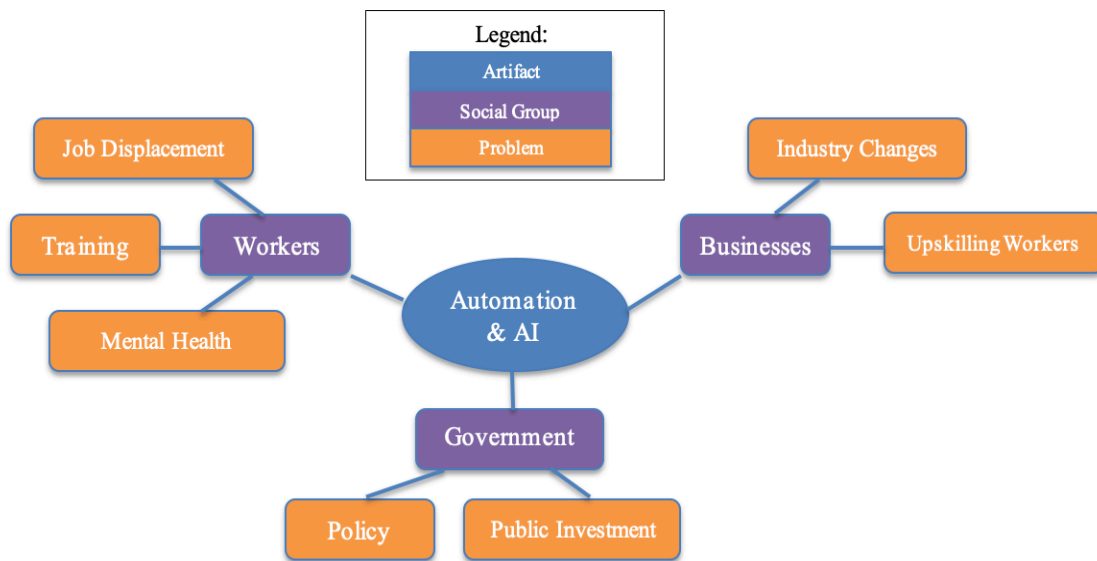 Legend:
Artifact
Social Group
Problem
Job Displacement
Industry Changes
Training
Workers
Businesses
Upskilling Workers
Automation
& AI
Mental Health
Government
Policy
Public Investment